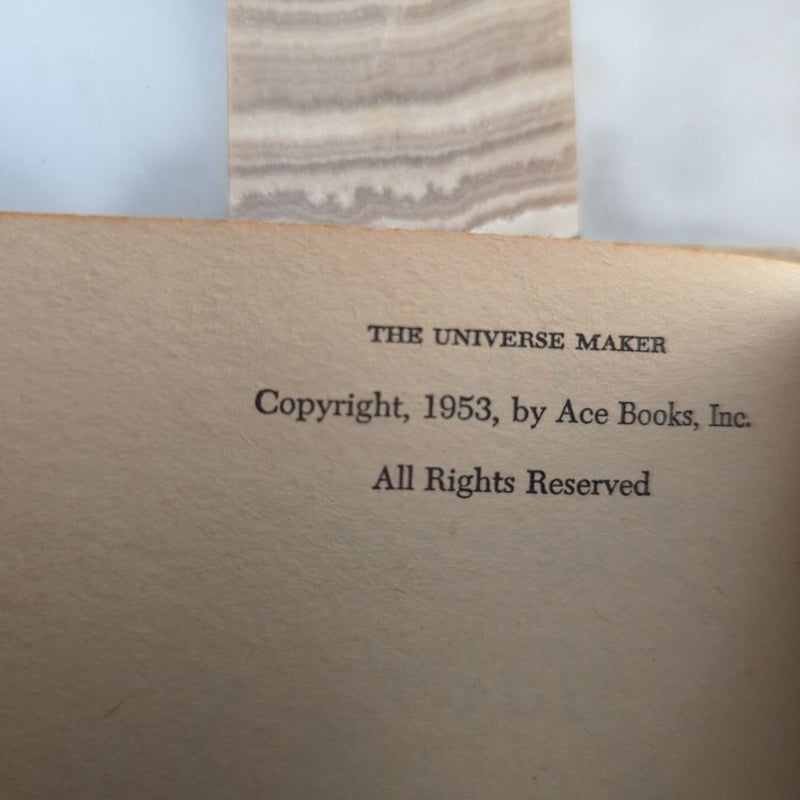 THE UNIVERSE MAKER
Copyright, 1953, by Ace Books, Inc.
All Rights Reserved